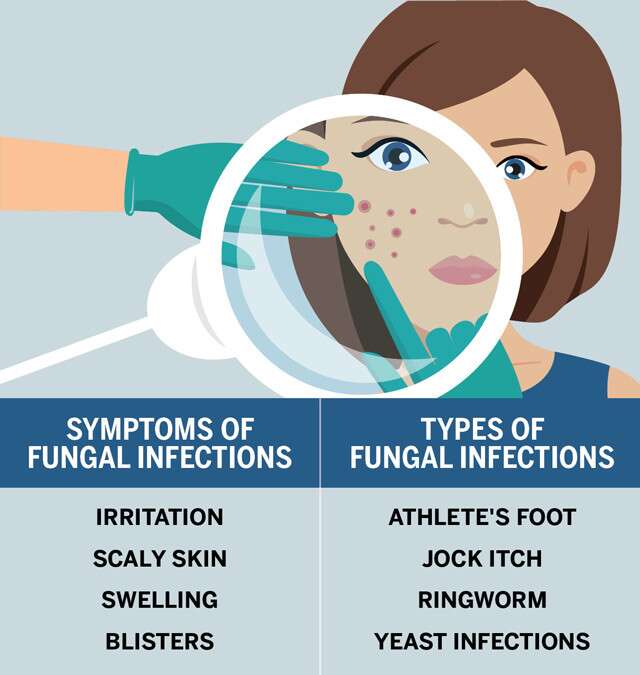 SYMPTOMS OF
FUNGAL INFECTIONS
IRRITATION
SCALY SKIN
SWELLING
BLISTERS
TYPES OF
FUNGAL INFECTIONS
ATHLETE'S FOOT
JOCK ITCH
RINGWORM
YEAST INFECTIONS